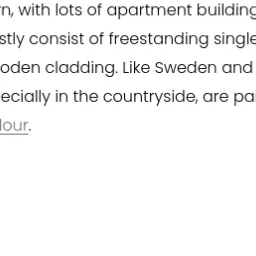 n, with lots of apartment building
stly consist of freestanding single
oden cladding. Like Sweden and
ecially in the countryside, are pai
lour.